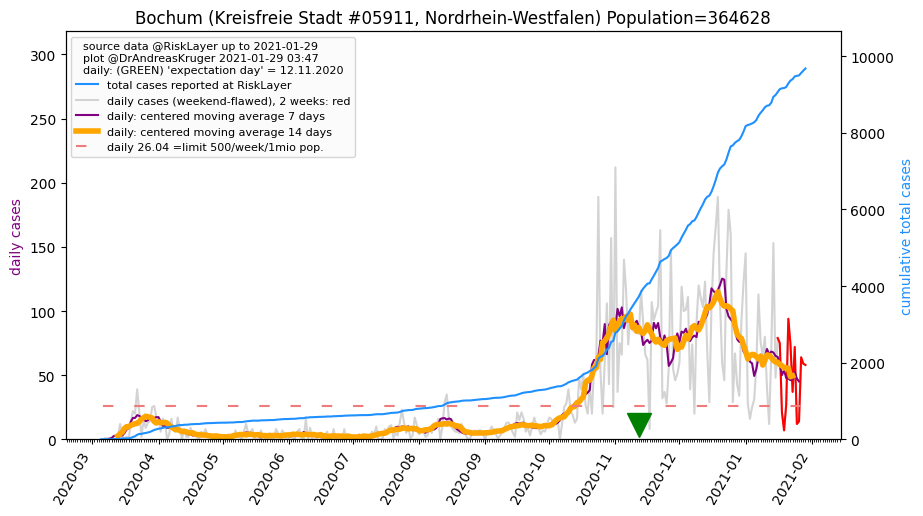 Bochum (Kreisfreie Stadt #05911, Nordrhein-Westfalen) Population=364628
source data @RiskLayer up to 2021-01-29
plot @DrAndreasKruger 2021-01-29 03:47
daily: (GREEN) 'expectation day' = 12.11.2020
total cases reported at RiskLayer
daily cases (weekend-flawed), 2 weeks: red
daily: centered moving average 7 days
daily: centered moving average 14 days
daily 26.04 =limit 500/week/1mio pop.
daily cases
300
250
200
150
100
50
0
10000
8000
6000
4000
2000
0
cumulative total cases
2020-03
2020-04
2020-05
2020-06
2020-07
2020-08
2020-09
2020-10
2020-11
2020-12
2021-01
2021-02